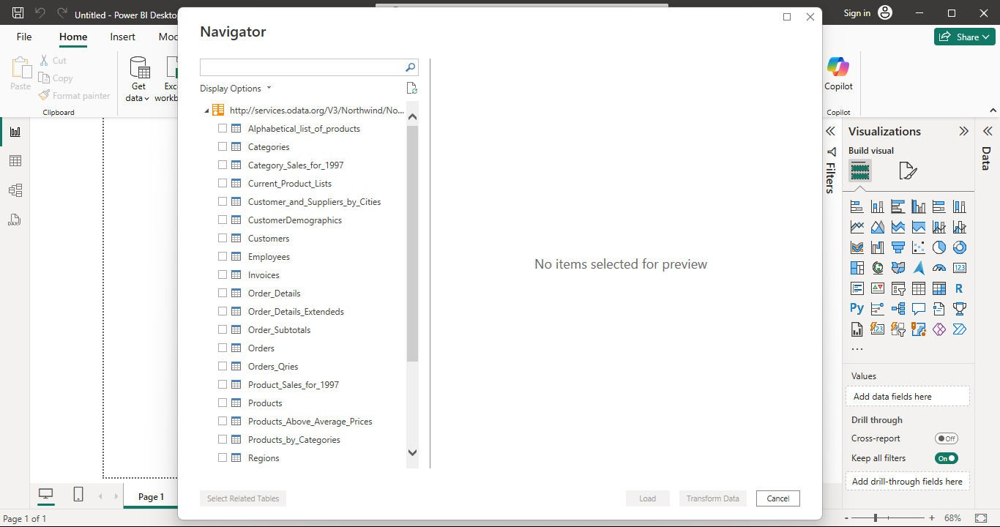 Untitled - Power BI Deskto
Sign in
File
Home
Insert
Mod
Share
Paste
Cut
Copy
Format painter
Clipboard
Get
data
Exc
workb
Copilot
Copilot
Navigator
Display Options
http://services.odata.org/V3/Northwind/No...
Alphabetical_list_of_products
Categories
Category_Sales_for_1997
Current_Product_Lists
Customer_and_Suppliers_by_Cities
CustomerDemographics
Customers
Employees
Invoices
Order_Details
Order_Details_Extendeds
Order_Subtotals
Orders
Orders_Qries
Product_Sales_for_1997
Products
Products_Above_Average_Prices
Products_by_Categories
Regions
No items selected for preview
Select Related Tables
Load
Transform Data
Cancel
Filters
Visualizations
Build visual
123
R
Py
123
...
Values
Add data fields here
Drill through
Cross-report
Off
Keep all filters
On
Add drill-through fields here
Data
DAX
Page 1
Page 1 of 1
- + 68%